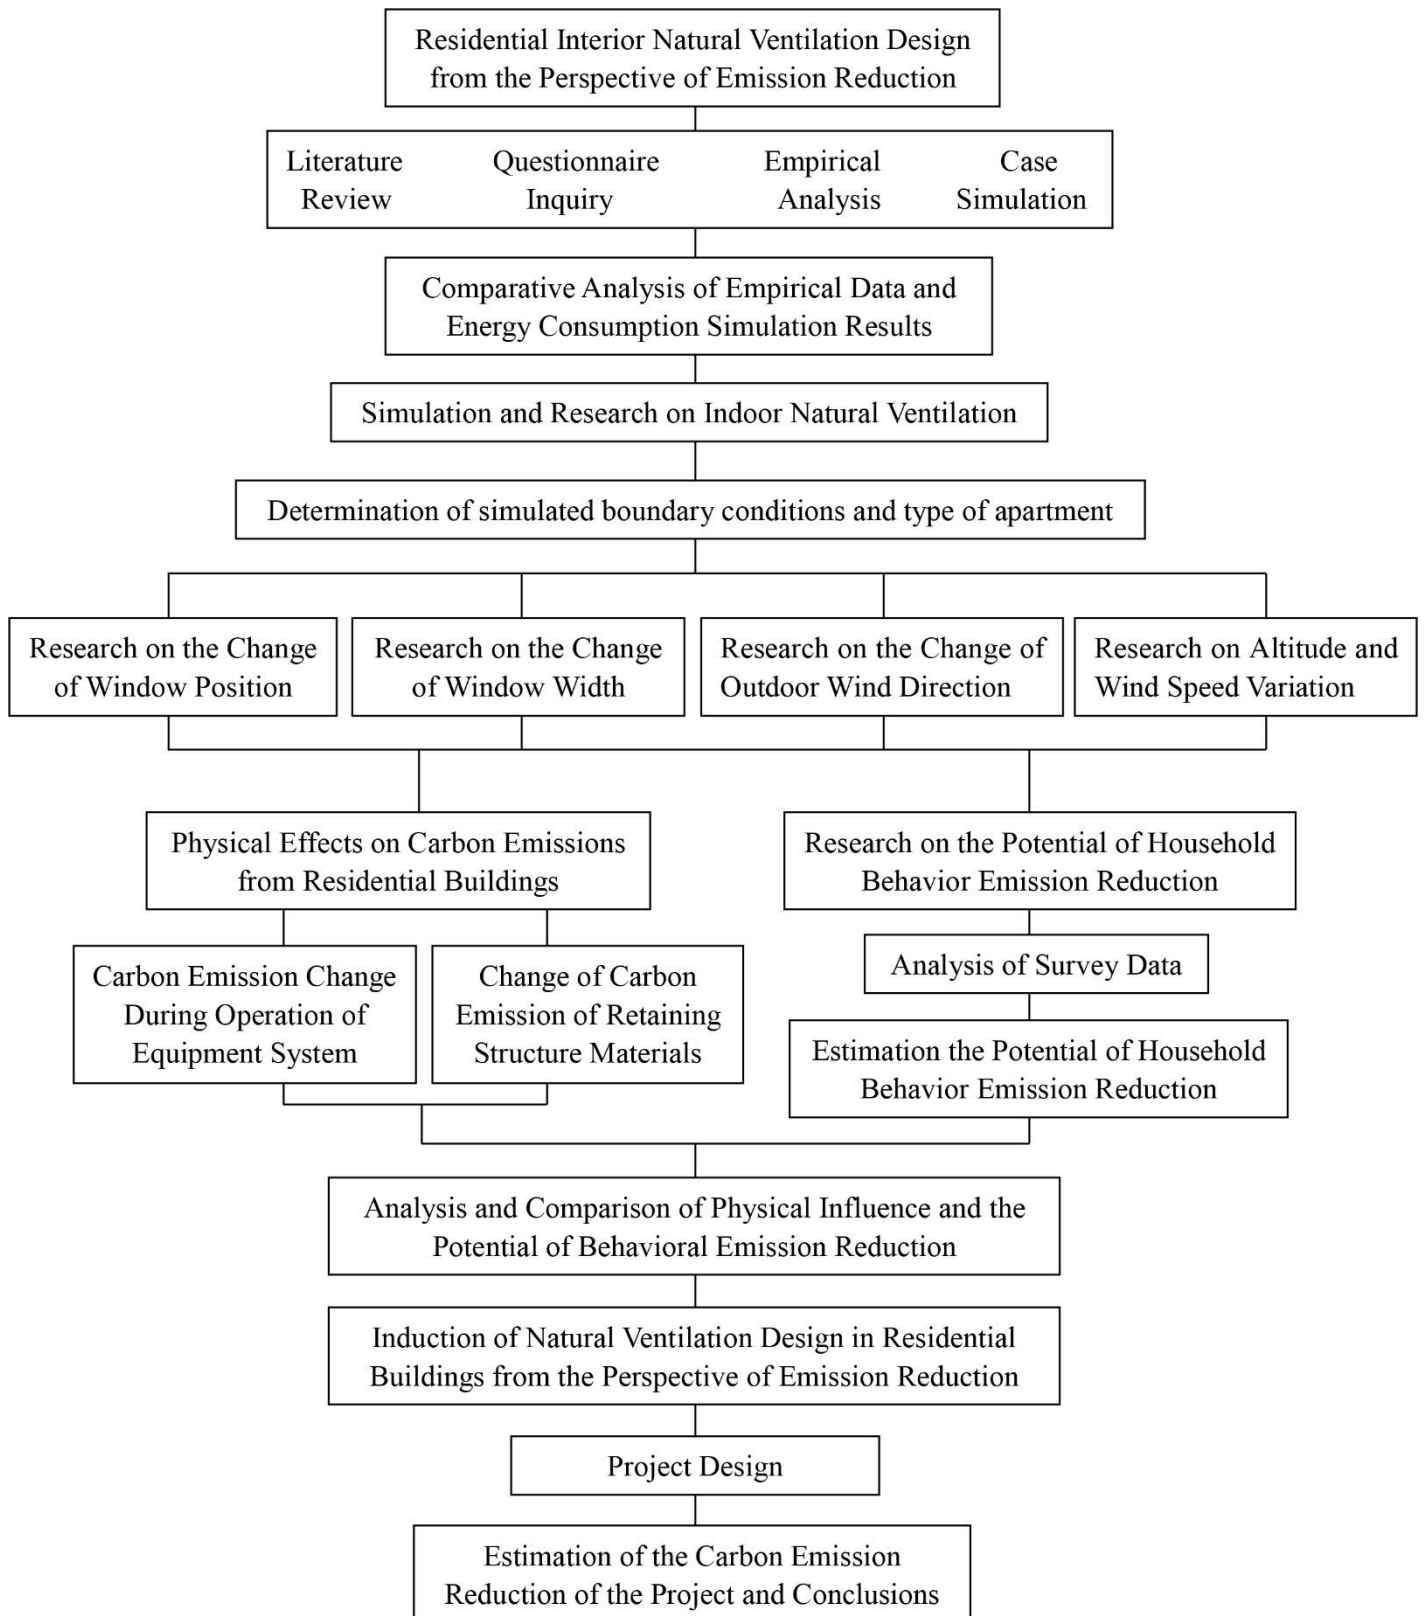 Residential Interior Natural Ventilation Design
from the Perspective of Emission Reduction
Literature Questionnaire Empirical Case
Review Inquiry Analysis Simulation
Comparative Analysis of Empirical Data and
Energy Consumption Simulation Results
Simulation and Research on Indoor Natural Ventilation
Determination of simulated boundary conditions and type of apartment
Research on the Change
of Window Position
Research on the Change
of Window Width
Research on the Change of
Outdoor Wind Direction
Research on Altitude and
Wind Speed Variation
Physical Effects on Carbon Emissions
from Residential Buildings
Research on the Potential of Household
Behavior Emission Reduction
Carbon Emission Change
During Operation of
Equipment System
Change of Carbon
Emission of Retaining
Structure Materials
Analysis of Survey Data
Estimation the Potential of Household
Behavior Emission Reduction
Analysis and Comparison of Physical Influence and the
Potential of Behavioral Emission Reduction
Induction of Natural Ventilation Design in Residential
Buildings from the Perspective of Emission Reduction
Project Design
Estimation of the Carbon Emission
Reduction of the Project and Conclusions